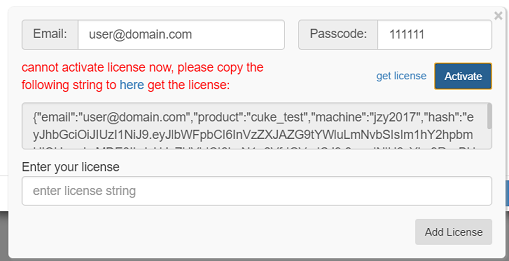 Email: user@domain.com Passcode: 111111
cannot activate license now, please copy the
following string to here get the license:
get license Activate
{"email":"user@domain.com","product":"cuke_test","machine":"jzy2017","hash":"e
yJhbGciOiJIUzI1NiJ9.eyJlbWFpbCI6InVzZXJAZG9tYWluLmNvbSIsIm1hY2hpbm
Enter your license
enter license string
Add License